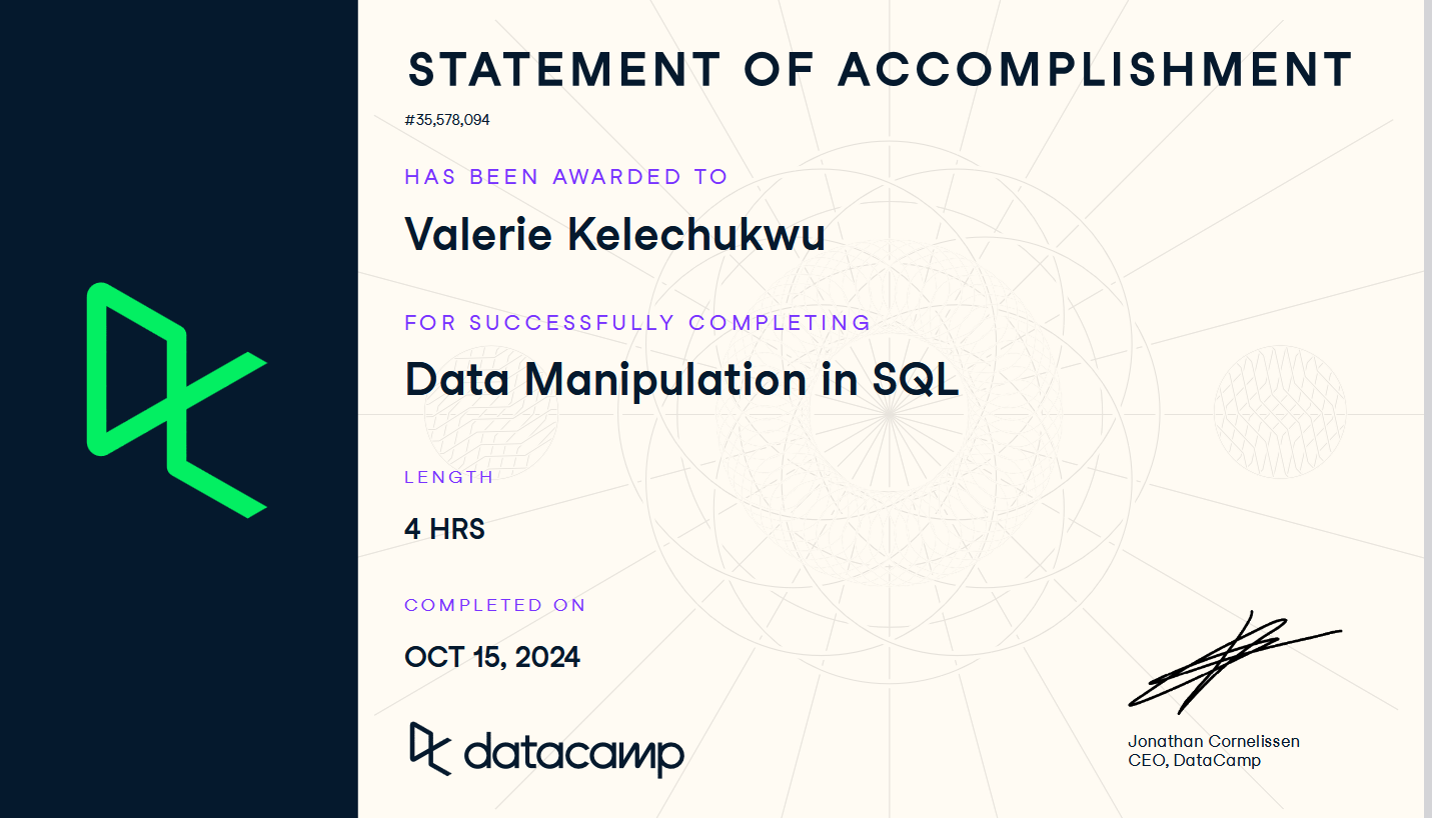 STATEMENT OF ACCOMPLISHMENT
#35,578,094
HAS BEEN AWARDED TO
Valerie Kelechukwu
FOR SUCCESSFULLY COMPLETING
Data Manipulation in SQL
LENGTH
4 HRS
COMPLETED ON
OCT 15, 2024
datacamp
Jonathan Cornelissen
CEO, DataCamp